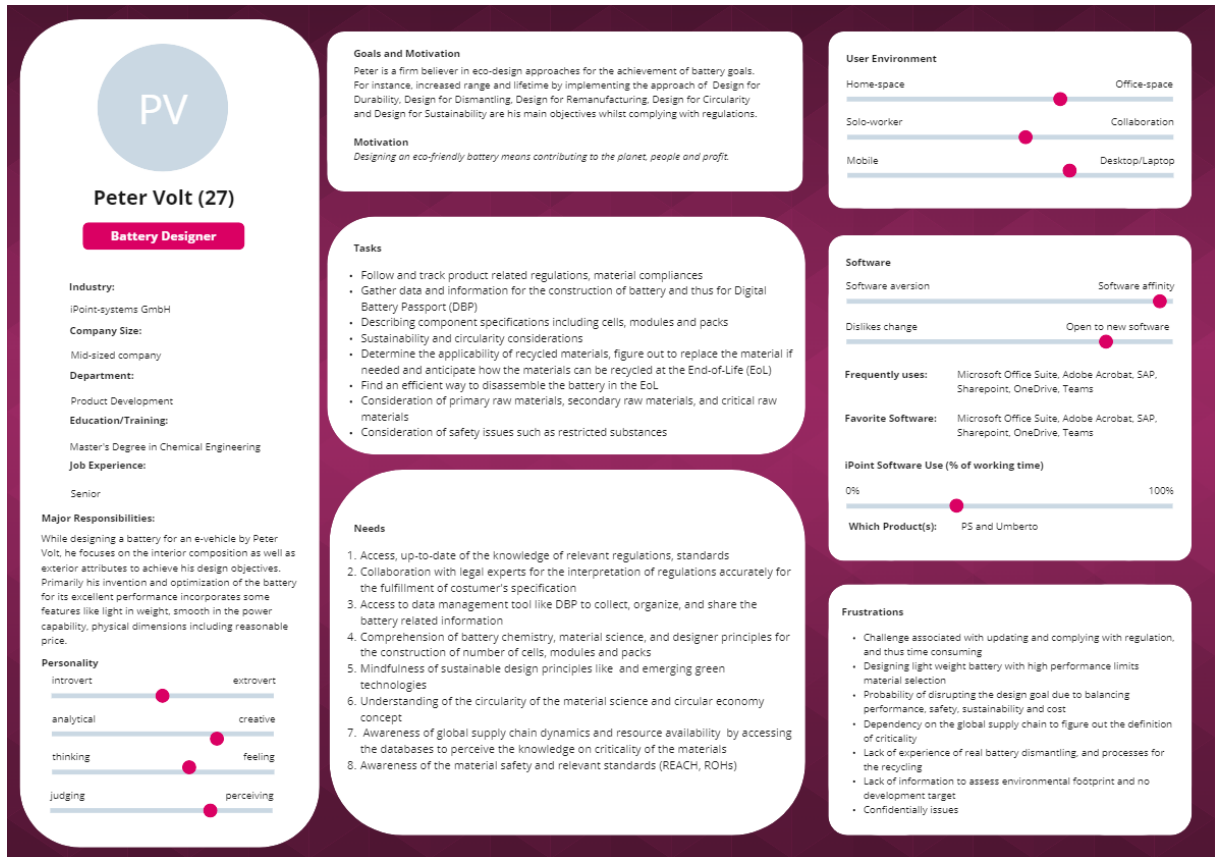 PV
Peter Volt (27)
Battery Designer
Industry:
iPoint-systems GmbH
Company Size:
Mid-sized company
Department:
Product Development
Education/Training:
Master's Degree in Chemical Engineering
Job Experience:
Senior
Major Responsibilities:
While designing a battery for an e-vehicle by Peter
Volt, he focuses on the interior composition as well as
exterior attributes to achieve his design objectives.
Primarily his invention and optimization of the battery
for its excellent performance incorporates some
features like light in weight, smooth in the power
capability, physical dimensions including reasonable
price.
Personality
introvert extrovert
analytical creative
thinking feeling
judging perceiving
Goals and Motivation
Peter is a firm believer in eco-design approaches for the achievement of battery goals.
For instance, increased range and lifetime by implementing the approach of Design for
Durability, Design for Dismantling, Design for Remanufacturing, Design for Circularity
and Design for Sustainability are his main objectives whilst complying with regulations.
Motivation
Designing an eco-friendly battery means contributing to the planet, people and profit.
Tasks
• Follow and track product related regulations, material compliances
• Gather data and information for the construction of battery and thus for Digital
Battery Passport (DBP)
• Describing component specifications including cells, modules and packs
• Sustainability and circularity considerations
• Determine the applicability of recycled materials, figure out to replace the material if
needed and anticipate how the materials can be recycled at the End-of-Life (EoL)
• Find an efficient way to disassemble the battery in the EoL
• Consideration of primary raw materials, secondary raw materials, and critical raw
materials
• Consideration of safety issues such as restricted substances
Needs
1. Access, up-to-date of the knowledge of relevant regulations, standards
2. Collaboration with legal experts for the interpretation of regulations accurately for
the fulfillment of costumer's specification
3. Access to data management tool like DBP to collect, organize, and share the
battery related information
4. Comprehension of battery chemistry, material science, and designer principles for
the construction of number of cells, modules and packs
5. Mindfulness of sustainable design principles like and emerging green
technologies
6. Understanding of the circularity of the material science and circular economy
concept
7. Awareness of global supply chain dynamics and resource availability by accessing
the databases to perceive the knowledge on criticality of the materials
8. Awareness of the material safety and relevant standards (REACH, ROHs)
User Environment
Home-space Office-space
Solo-worker Collaboration
Mobile Desktop/Laptop
Software
Software aversion Software affinity
Dislikes change Open to new software
Frequently uses: Microsoft Office Suite, Adobe Acrobat, SAP,
Sharepoint, OneDrive, Teams
Favorite Software: Microsoft Office Suite, Adobe Acrobat, SAP,
Sharepoint, OneDrive, Teams
iPoint Software Use (% of working time)
0% 100%
Which Product(s): PS and Umberto
Frustrations
• Challenge associated with updating and complying with regulation,
and thus time consuming
• Designing light weight battery with high performance limits
material selection
• Probability of disrupting the design goal due to balancing
performance, safety, sustainability and cost
• Dependency on the global supply chain to figure out the definition
of criticality
• Lack of experience of real battery dismantling, and processes for
the recycling
• Lack of information to assess environmental footprint and no
development target
• Confidentially issues